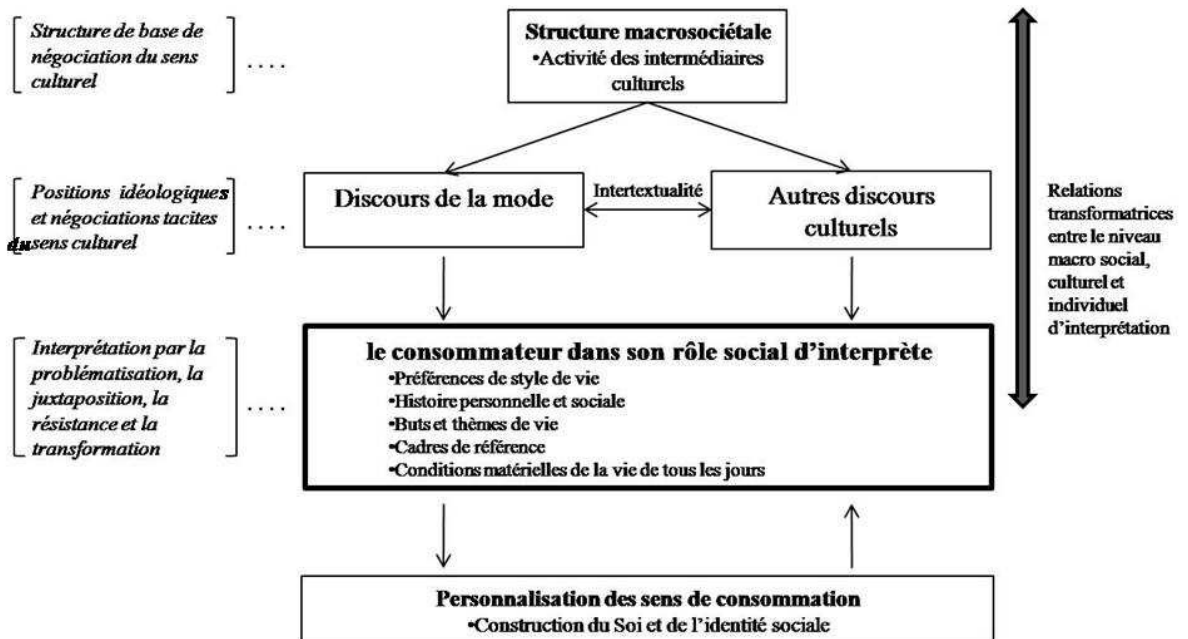 Structure de base de
négociation du sens
culturel
....
Structure macrosociétale
•Activité des intermédiaires
culturels
Positions idéologiques
et négociations tacites
du sens culturel
....
Discours de la mode
Intertextualité
Autres discours
culturels
Relations
transformatrices
entre le niveau
macro social,
culturel et
individuel
d’interprétation
Interprétation par la
problématisation, la
juxtaposition, la
résistance et la
transformation
....
le consommateur dans son rôle social d’interprète
•Préférences de style de vie
•Histoire personnelle et sociale
•Buts et thèmes de vie
•Cadres de référence
•Conditions matérielles de la vie de tous les jours
Personnalisation des sens de consommation
•Construction du Soi et de l’identité sociale